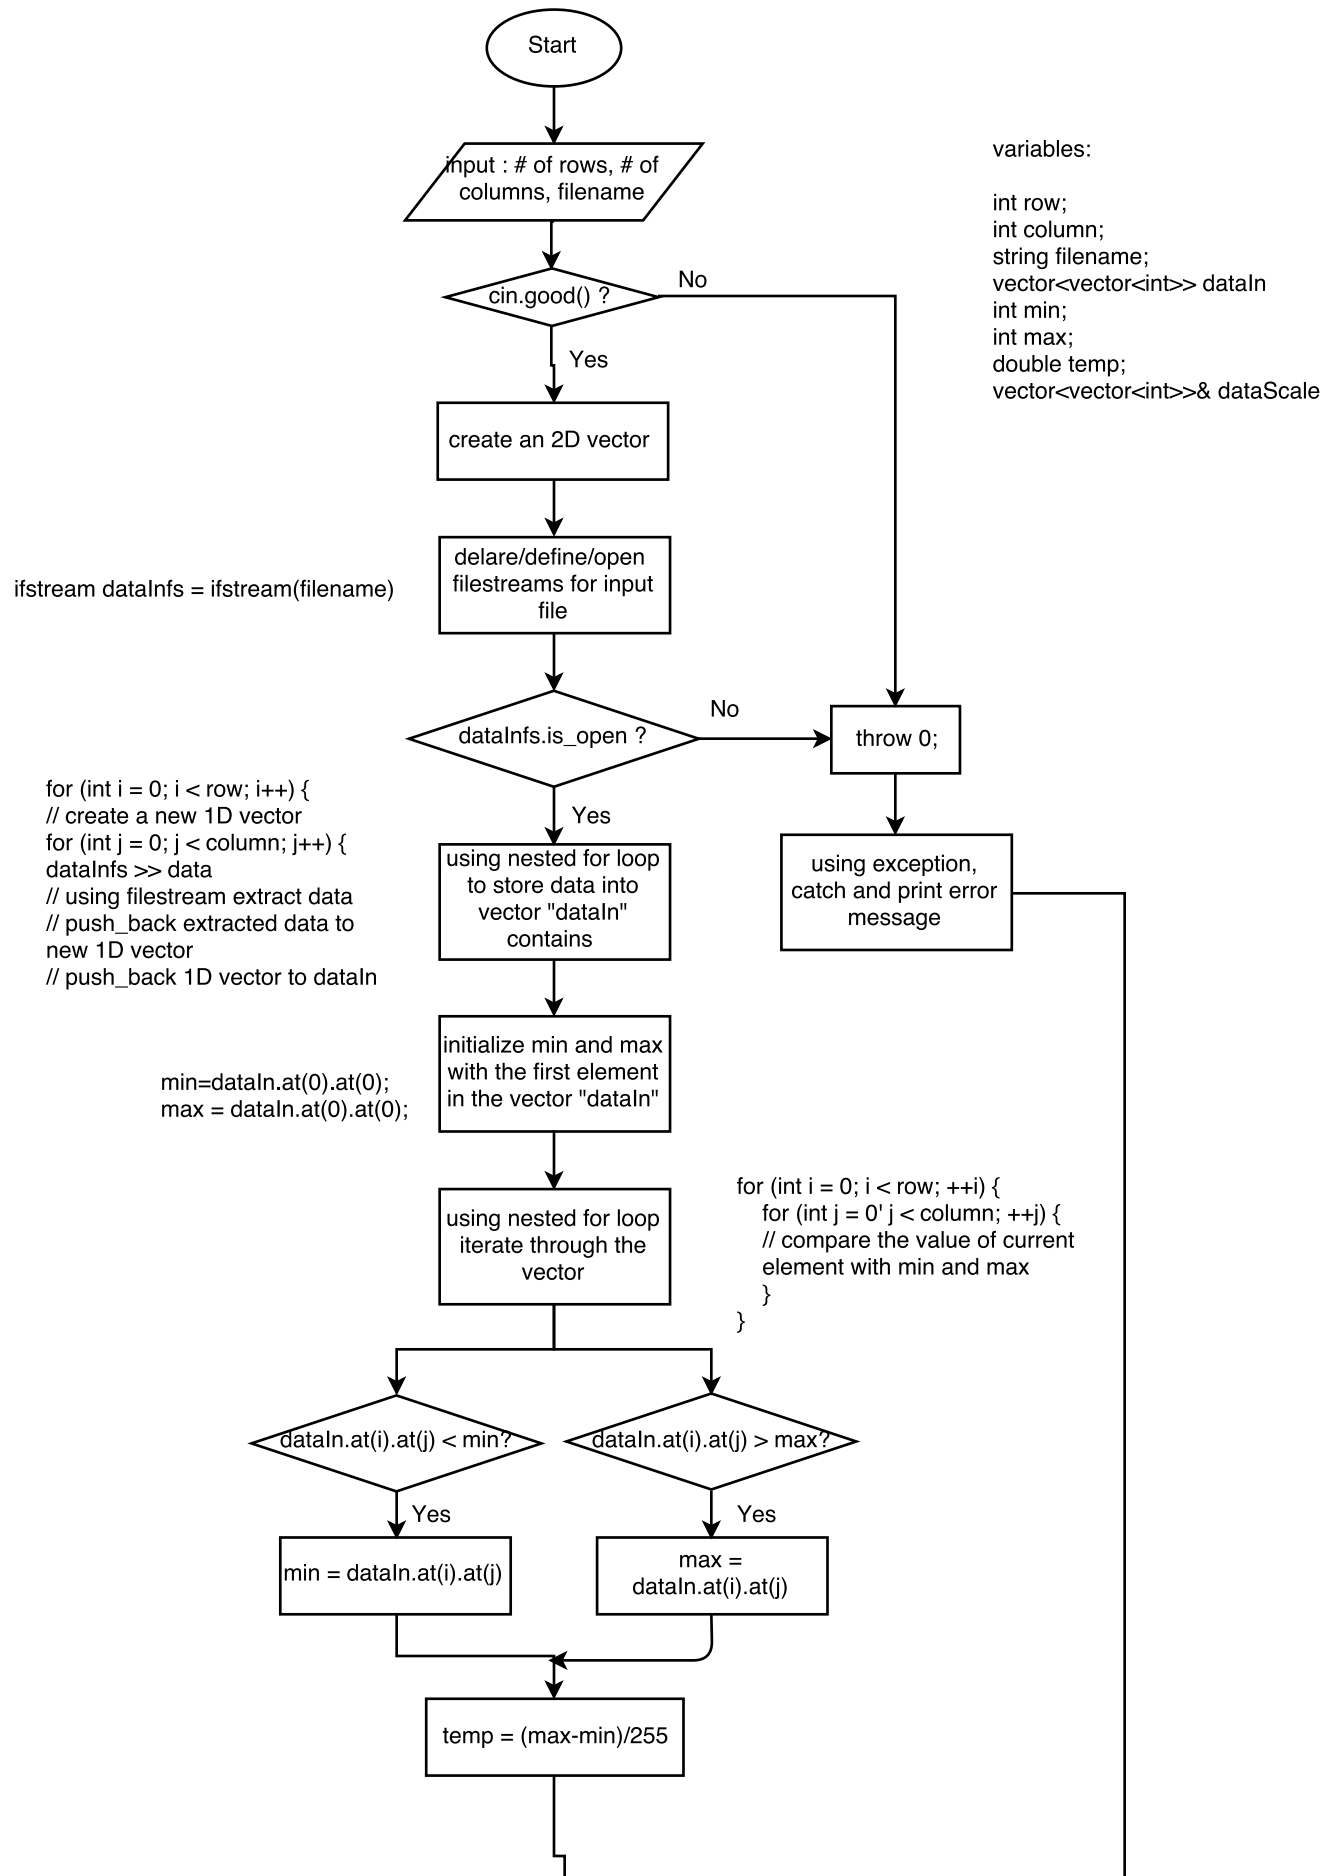 Start
input : # of rows, # of
columns, filename
variables:
int row;
int column;
string filename;
vector<vector<int>> dataIn
int min;
int max;
double temp;
vector<vector<int>>& dataScale
cin.good() ?
No
Yes
create an 2D vector
delare/define/open
filestreams for input
file
ifstream dataInfs = ifstream(filename)
dataInfs.is_open ?
No
throw 0;
Yes
for (int i = 0; i < row; i++) {
// create a new 1D vector
for (int j = 0; j < column; j++) {
dataInfs >> data
// using filestream extract data
// push_back extracted data to
new 1D vector
// push_back 1D vector to dataIn
using nested for loop
to store data into
vector "dataIn"
contains
using exception,
catch and print error
message
initialize min and max
with the first element
in the vector "dataIn"
min=dataIn.at(0).at(0);
max = dataIn.at(0).at(0);
using nested for loop
iterate through the
vector
for (int i = 0; i < row; ++i) {
for (int j = 0' j < column; ++j) {
// compare the value of current
element with min and max
}
}
dataIn.at(i).at(j) < min?
dataIn.at(i).at(j) > max?
Yes
Yes
min = dataIn.at(i).at(j)
max =
dataIn.at(i).at(j)
temp = (max-min)/255